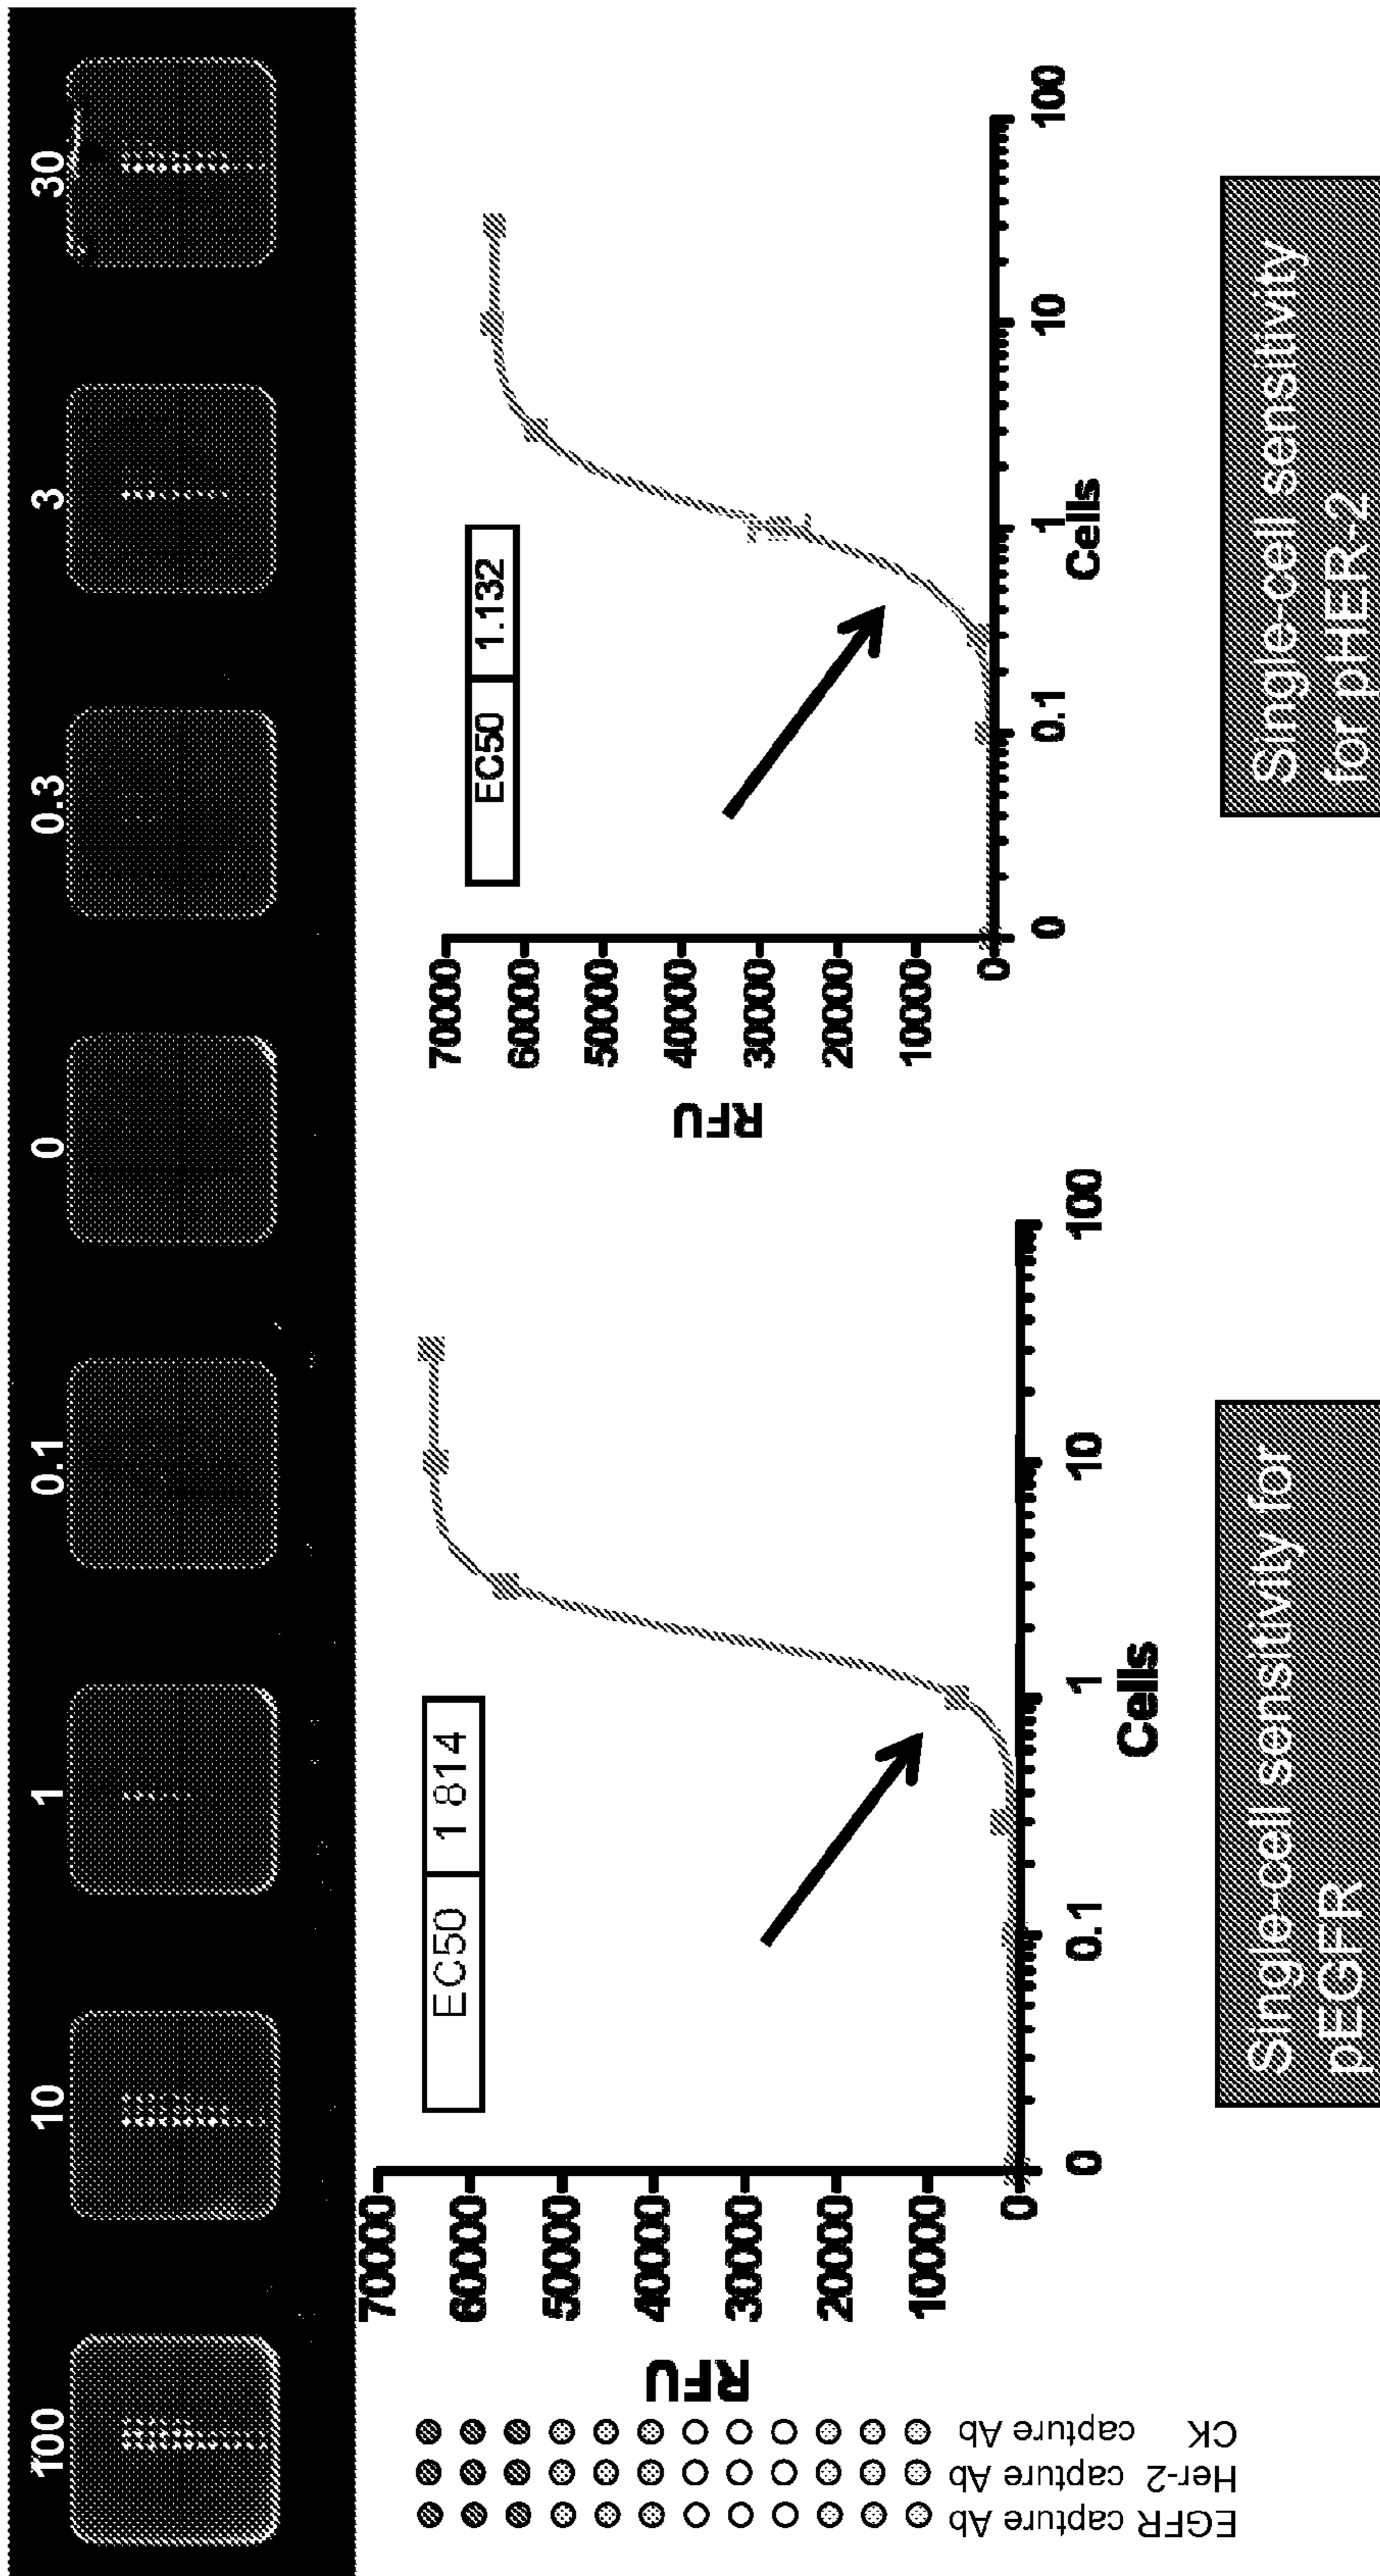 100
10
1
0.1
0
0.3
3
30
EGFR capture Ab
Her-2 capture Ab
CK capture Ab
RFU
70000
60000
50000
40000
30000
20000
10000
0
EC50 1 814
0
0.1
1
10
100
Cells
Single-cell sensitivity for
pEGFR
RFU
70000
60000
50000
40000
30000
20000
10000
0
EC50 1.132
0
0.1
1
10
100
Cells
Single-cell sensitivity
for pHER-2